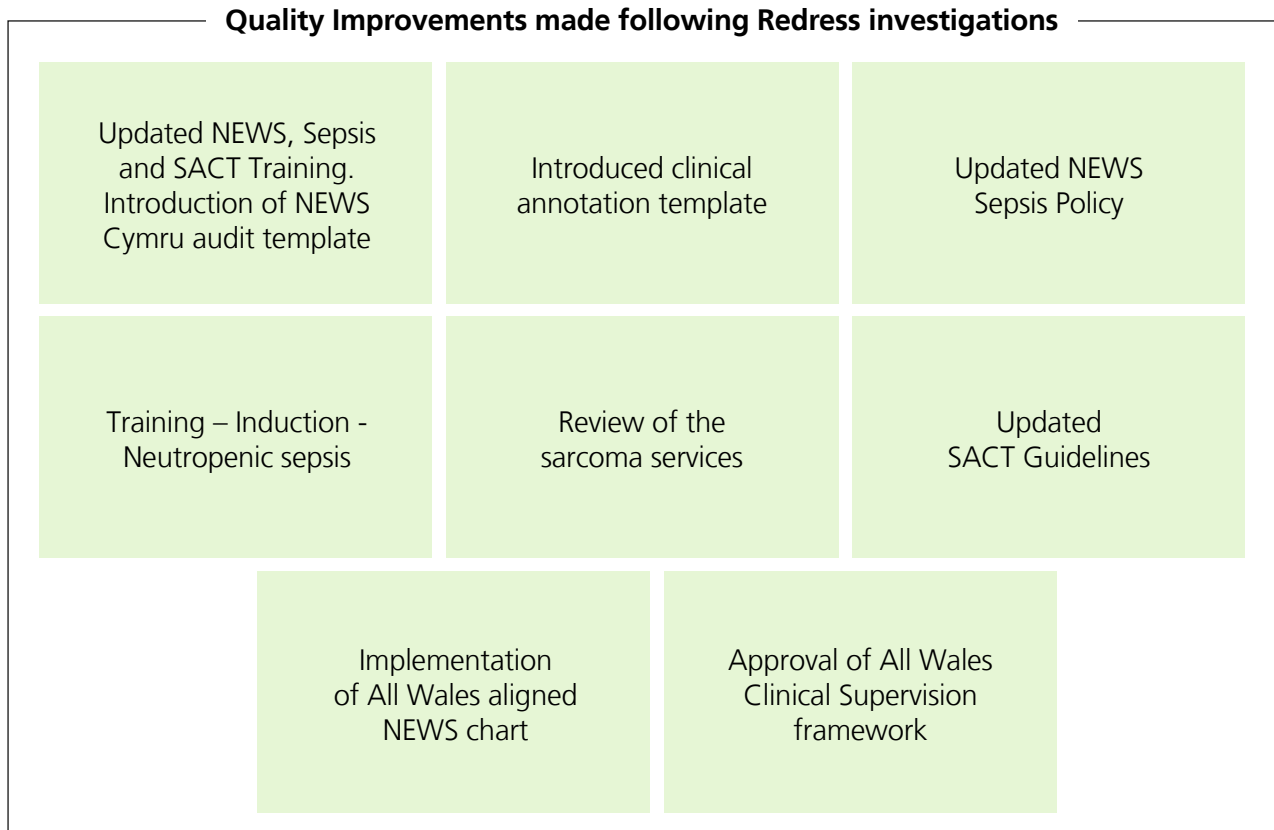 Quality Improvements made following Redress investigations
Updated NEWS, Sepsis
and SACT Training.
Introduction of NEWS
Cymru audit template
Introduced clinical
annotation template
Updated NEWS
Sepsis Policy
Training – Induction -
Neutropenic sepsis
Review of the
sarcoma services
Updated
SACT Guidelines
Implementation
of All Wales aligned
NEWS chart
Approval of All Wales
Clinical Supervision
framework